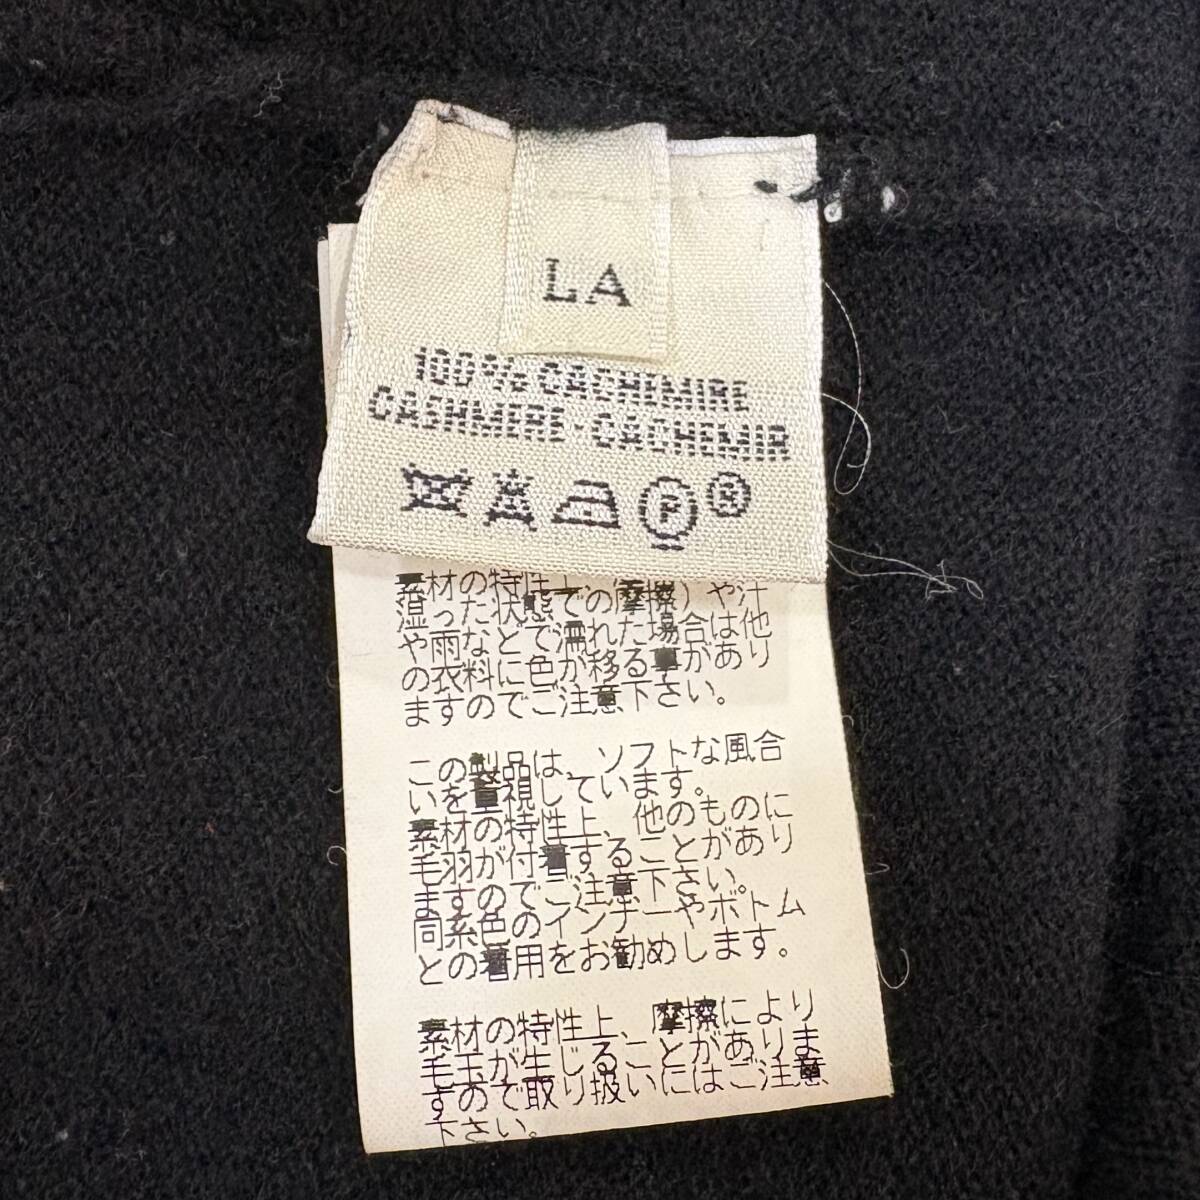 LA
100% CACHEMIRE
CASHMERE-CACHEMIR
P
R
素材の特性上、(摩擦)や汗
湿った状態での
や雨などで濡れた場合は他
の衣料に色が移る事があり
ますのでご注意下さい。
この製品は、ソフトな風合
いを重視しています。
素材の特性上、他のものに
毛羽が付着することがあり
ますのでご注意下さい。
同系色のインナーやボトム
との着用をお勧めします。
素材の特性上、摩擦により
毛玉が生じることがありま
すので取り扱いにはご注意
下さい。